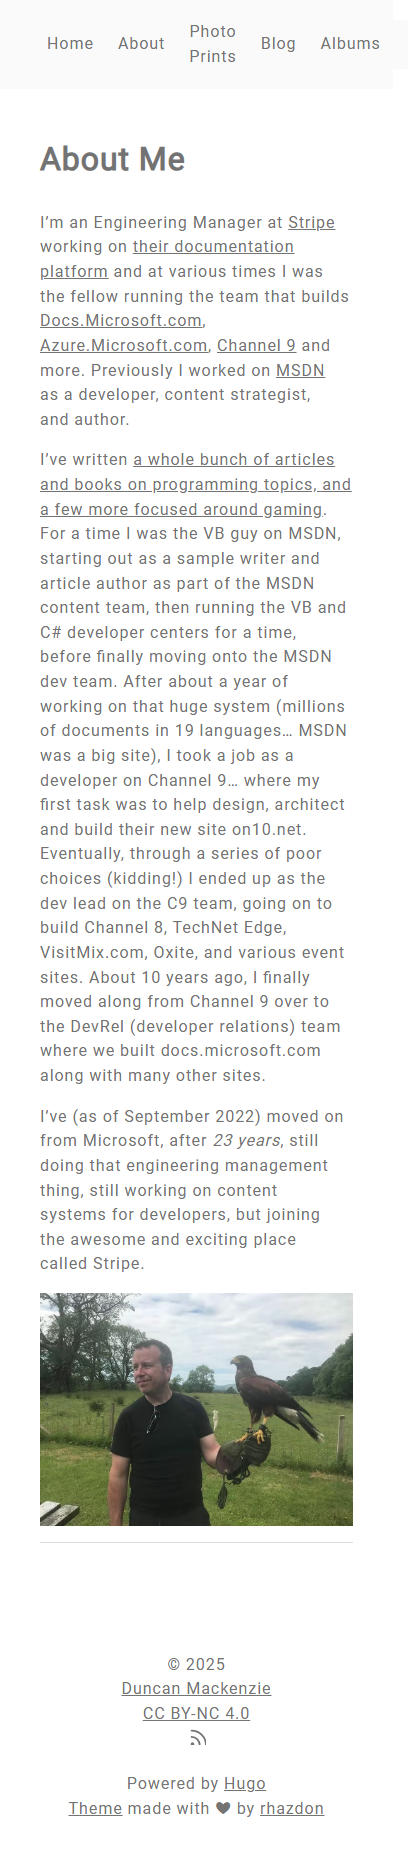 Home About Photo Prints Blog Albums
About Me
I’m an Engineering Manager at Stripe
working on their documentation
platform and at various times I was
the fellow running the team that builds
Docs.Microsoft.com,
Azure.Microsoft.com, Channel 9 and
more. Previously I worked on MSDN
as a developer, content strategist,
and author.
I’ve written a whole bunch of articles
and books on programming topics, and
a few more focused around gaming.
For a time I was the VB guy on MSDN,
starting out as a sample writer and
article author as part of the MSDN
content team, then running the VB and
C# developer centers for a time,
before finally moving onto the MSDN
dev team. After about a year of
working on that huge system (millions
of documents in 19 languages… MSDN
was a big site), I took a job as a
developer on Channel 9… where my
first task was to help design, architect
and build their new site on10.net.
Eventually, through a series of poor
choices (kidding!) I ended up as the
dev lead on the C9 team, going on to
build Channel 8, TechNet Edge,
VisitMix.com, Oxite, and various event
sites. About 10 years ago, I finally
moved along from Channel 9 over to
the DevRel (developer relations) team
where we built docs.microsoft.com
along with many other sites.
I’ve (as of September 2022) moved on
from Microsoft, after 23 years, still
doing that engineering management
thing, still working on content
systems for developers, but joining
the awesome and exciting place
called Stripe.
© 2025
Duncan Mackenzie
CC BY-NC 4.0
Powered by Hugo
Theme made with ❤ by rhazdon